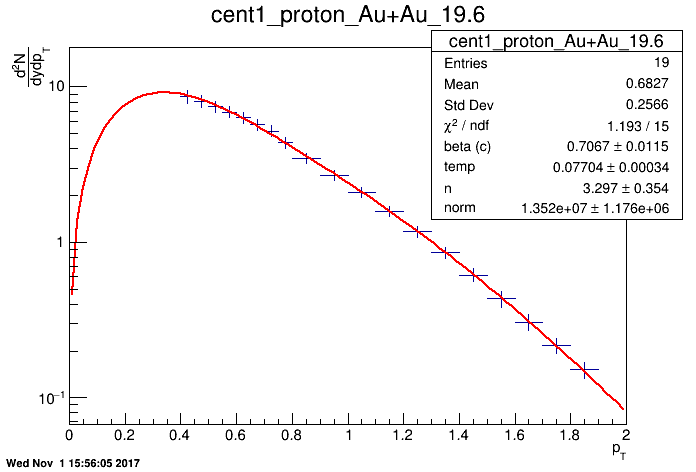 cent1_proton_Au+Au_19.6
cent1_proton_Au+Au_19.6
Entries 19
Mean 0.6827
Std Dev 0.2566
χ² / ndf 1.193 / 15
beta (c) 0.7067 ± 0.0115
temp 0.07704 ± 0.00034
n 3.297 ± 0.354
norm 1.352e+07 ± 1.176e+06
d²N
dydp_T
10
1
10⁻¹
0 0.2 0.4 0.6 0.8 1 1.2 1.4 1.6 1.8 2
p_T
Wed Nov 1 15:56:05 2017